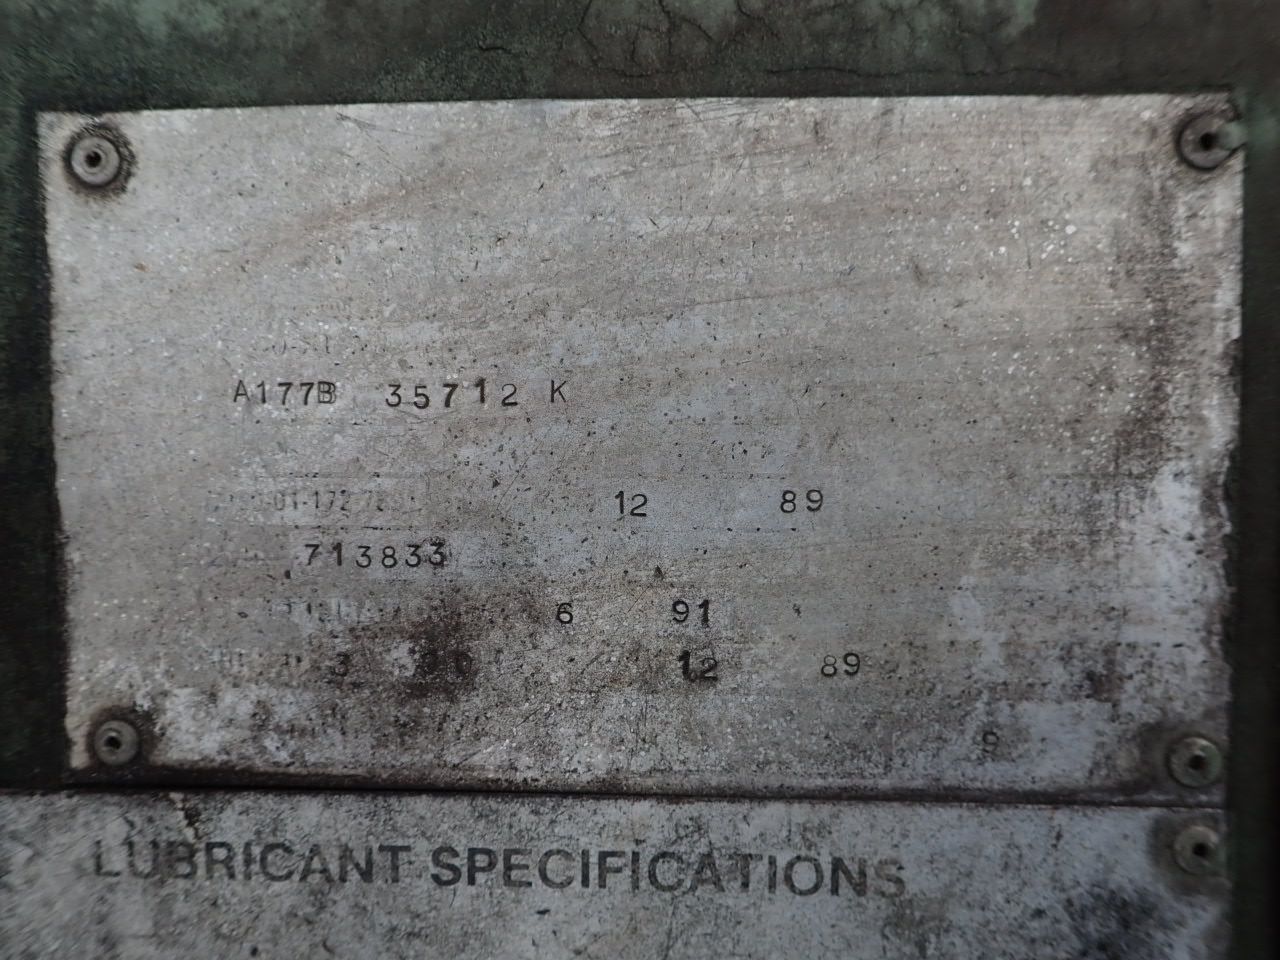 A177B 35712 K
12 89
713833
6 91
3 12 89
9
LUBRICANT SPECIFICATIONS